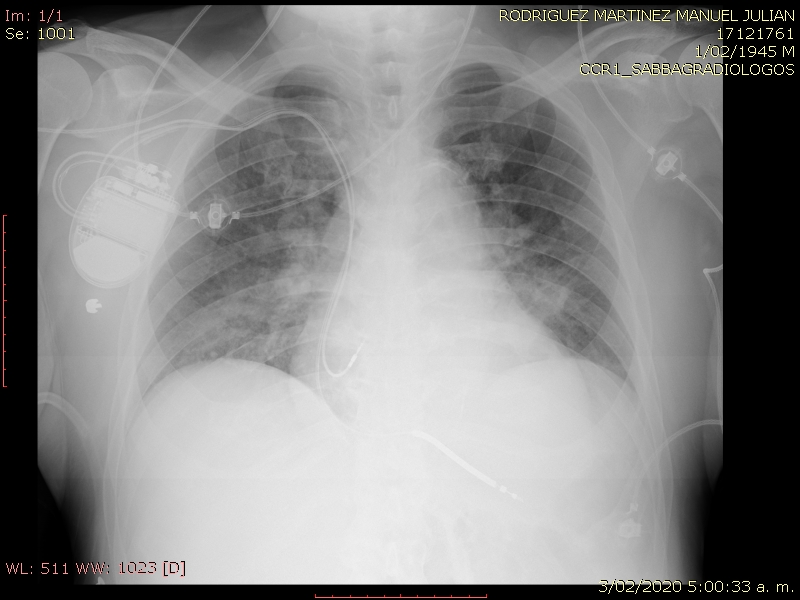 Im: 1/1
Se: 1001
RODRIGUEZ MARTINEZ MANUEL JULIAN
17121761
1/02/1945 M
CCR1_SABBAGRADIOLOGOS
WL: 511 WW: 1023 [D]
3/02/2020 5:00:33 a. m.